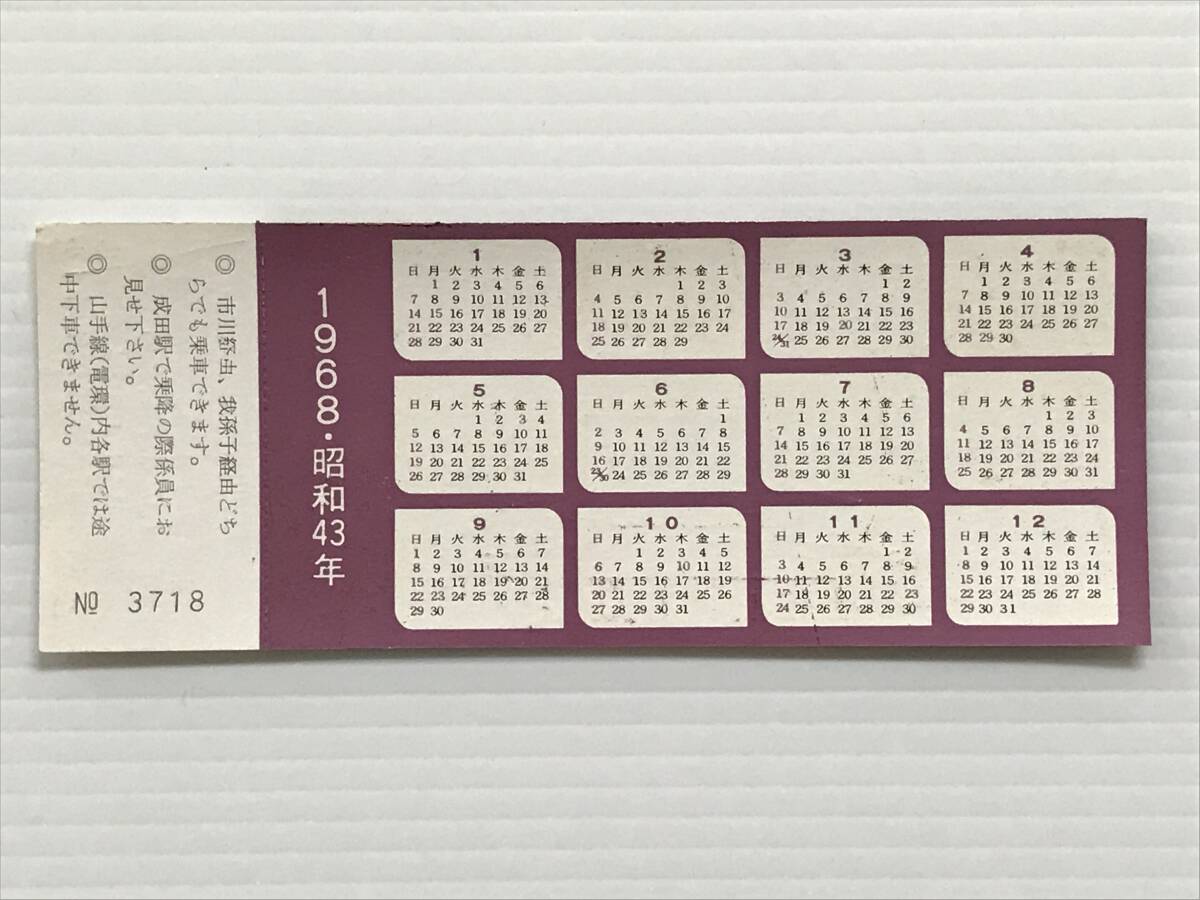 ◎ 市川経由、我孫子経由どち
らでも乗車できます。
◎ 成田駅で乗降の際係員にお
見せ下さい。
◎ 山手線(電環)内各駅では途
中下車できません。
№ 3718
1968・昭和43年
1
日 月 火 水 木 金 土
1 2 3 4 5 6
7 8 9 10 11 12 13
14 15 16 17 18 19 20
21 22 23 24 25 26 27
28 29 30 31
2
日 月 火 水 木 金 土
1 2 3
4 5 6 7 8 9 10
11 12 13 14 15 16 17
18 19 20 21 22 23 24
25 26 27 28 29
3
日 月 火 水 木 金 土
1 2
3 4 5 6 7 8 9
10 11 12 13 14 15 16
17 18 19 20 21 22 23
24/31 25 26 27 28 29 30
4
日 月 火 水 木 金 土
1 2 3 4 5 6
7 8 9 10 11 12 13
14 15 16 17 18 19 20
21 22 23 24 25 26 27
28 29 30
5
日 月 火 水 木 金 土
1 2 3 4
5 6 7 8 9 10 11
12 13 14 15 16 17 18
19 20 21 22 23 24 25
26 27 28 29 30 31
6
日 月 火 水 木 金 土
1
2 3 4 5 6 7 8
9 10 11 12 13 14 15
16 17 18 19 20 21 22
23/30 24 25 26 27 28 29
7
日 月 火 水 木 金 土
1 2 3 4 5 6
7 8 9 10 11 12 13
14 15 16 17 18 19 20
21 22 23 24 25 26 27
28 29 30 31
8
日 月 火 水 木 金 土
1 2 3
4 5 6 7 8 9 10
11 12 13 14 15 16 17
18 19 20 21 22 23 24
25 26 27 28 29 30 31
9
日 月 火 水 木 金 土
1 2 3 4 5 6 7
8 9 10 11 12 13 14
15 16 17 18 19 20 21
22 23 24 25 26 27 28
29 30
10
日 月 火 水 木 金 土
1 2 3 4 5
6 7 8 9 10 11 12
13 14 15 16 17 18 19
20 21 22 23 24 25 26
27 28 29 30 31
11
日 月 火 水 木 金 土
1 2
3 4 5 6 7 8 9
10 11 12 13 14 15 16
17 18 19 20 21 22 23
24 25 26 27 28 29 30
12
日 月 火 水 木 金 土
1 2 3 4 5 6 7
8 9 10 11 12 13 14
15 16 17 18 19 20 21
22 23 24 25 26 27 28
29 30 31